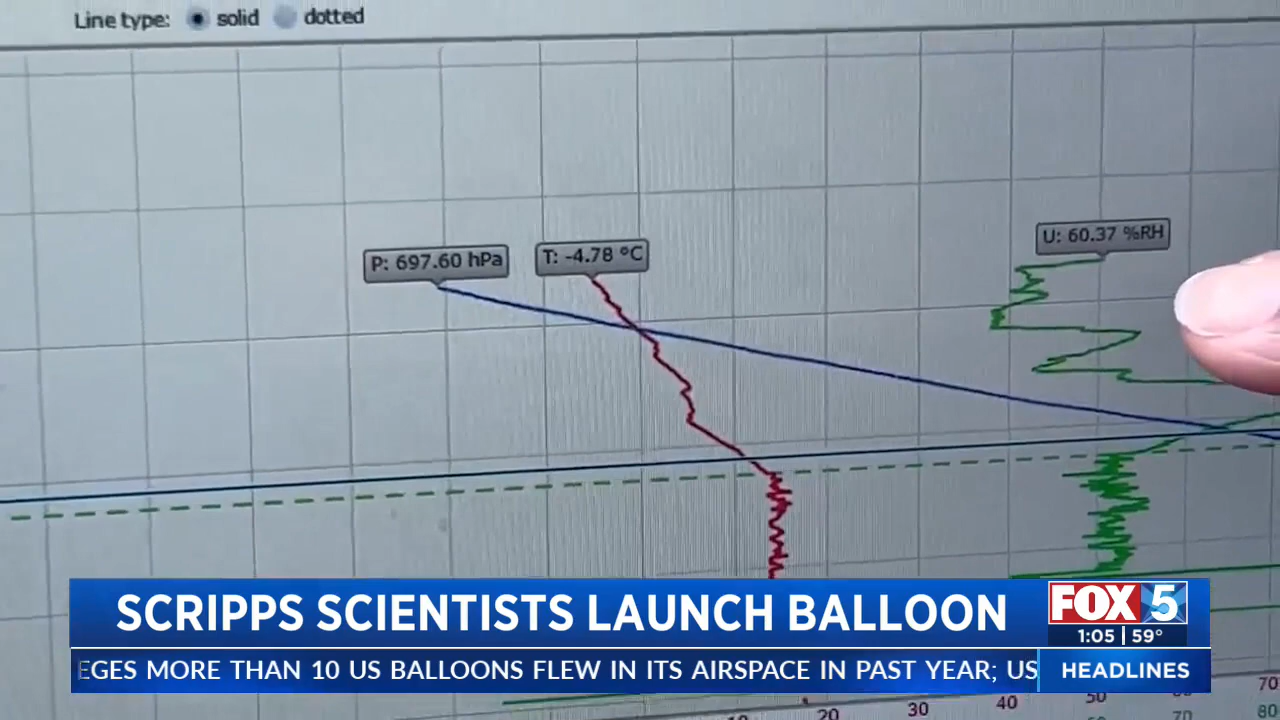 Line type: solid dotted
U: 60.37 %RH
P: 697.60 hPa T: -4.78 °C
SCRIPPS SCIENTISTS LAUNCH BALLOON
FOX 5
1:05 | 59°
EGES MORE THAN 10 US BALLOONS FLEW IN ITS AIRSPACE IN PAST YEAR; US
HEADLINES
20 30 40 50 70
70 80